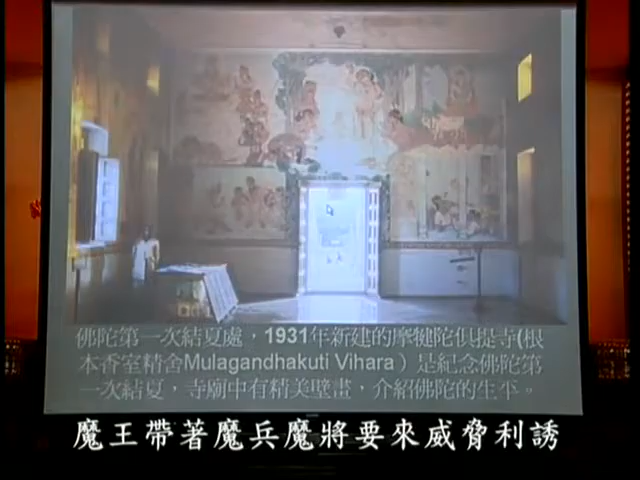 佛陀第一次結夏處，1931年新建的摩犍陀俱提寺(根
本香室精舍Mulagandhakuti Vihara）是紀念佛陀第
一次結夏，寺廟中有精美壁畫，介紹佛陀的生平。
魔王帶著魔兵魔將要來威脅利誘